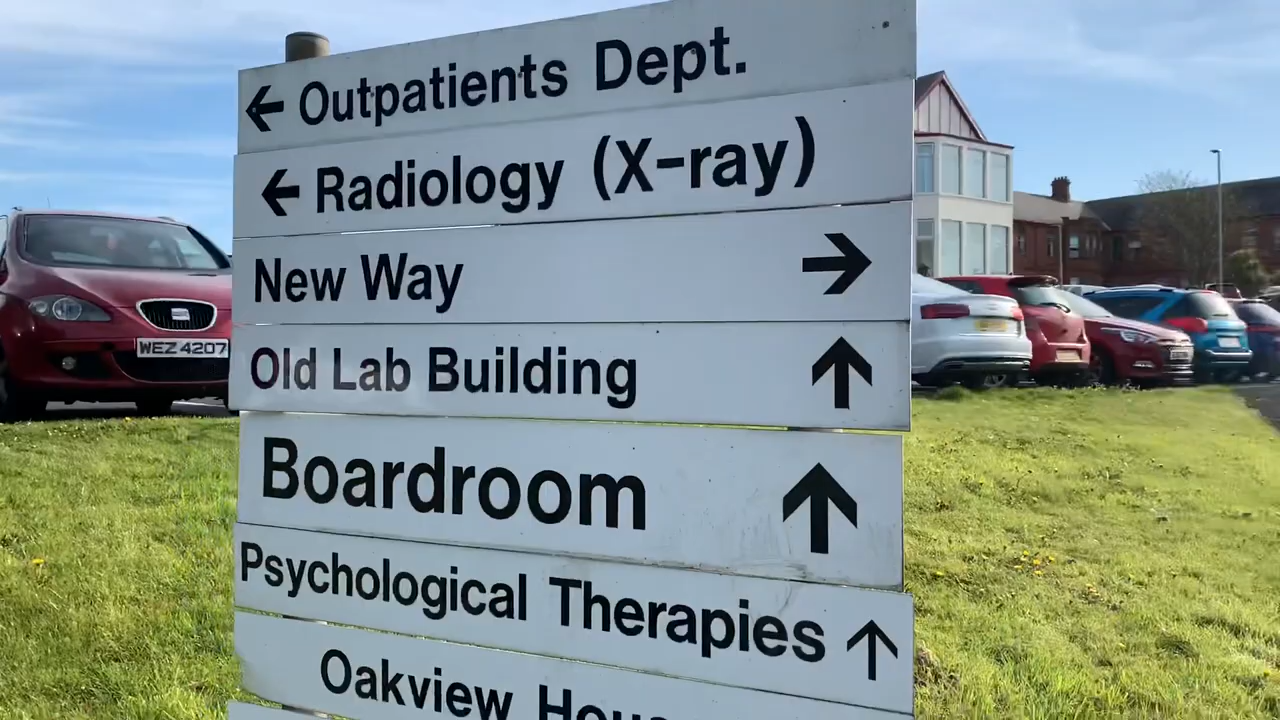 ← Outpatients Dept.
← Radiology (X-ray)
New Way →
Old Lab Building ↑
Boardroom ↑
Psychological Therapies ↑
Oakview
WEZ 4207